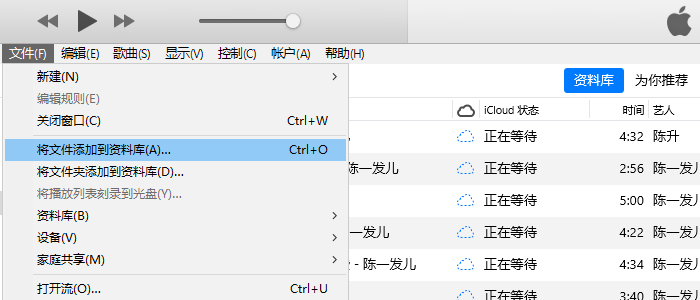 文件(F) 编辑(E) 歌曲(S) 显示(V) 控制(C) 帐户(A) 帮助(H)
新建(N)
编辑规则(E)
关闭窗口(C) Ctrl+W
将文件添加到资料库(A)... Ctrl+O
将文件夹添加到资料库(D)...
将播放列表刻录到光盘(Y)...
资料库(B)
设备(V)
家庭共享(M)
打开流(O)... Ctrl+U
资料库 为你推荐
iCloud 状态 时间 艺人
正在等待 4:32 陈升
陈一发儿 正在等待 2:56 陈一发儿
正在等待 5:00 陈一发儿
一发儿 正在等待 4:22 陈一发儿
- 陈一发儿 正在等待 4:34 陈一发儿
正在等待 3:40 陈一发儿